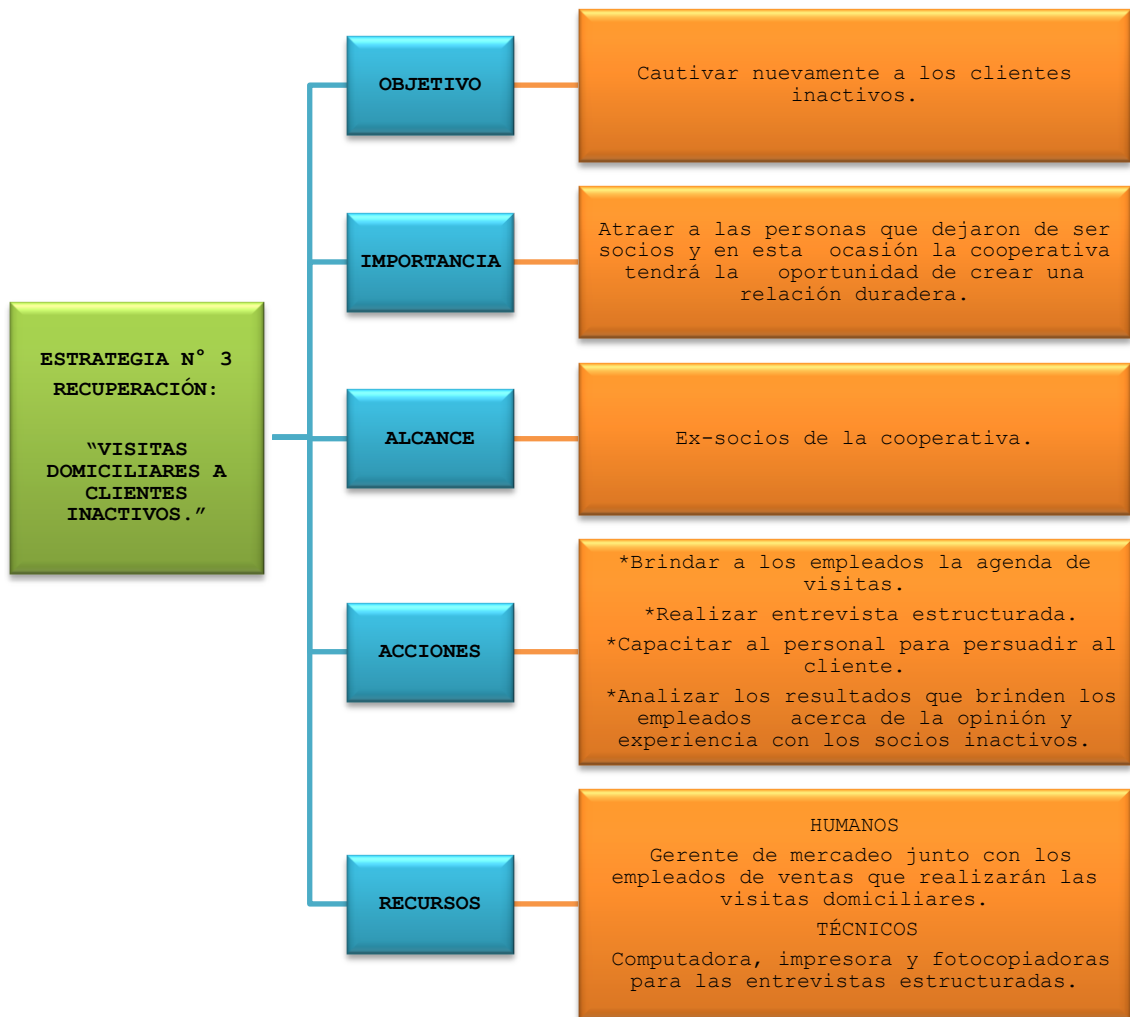 ESTRATEGIA N° 3
RECUPERACIÓN:
“VISITAS
DOMICILIARES A
CLIENTES
INACTIVOS.”
OBJETIVO
Cautivar nuevamente a los clientes
inactivos.
IMPORTANCIA
Atraer a las personas que dejaron de ser
socios y en esta ocasión la cooperativa
tendrá la oportunidad de crear una
relación duradera.
ALCANCE
Ex-socios de la cooperativa.
ACCIONES
*Brindar a los empleados la agenda de
visitas.
*Realizar entrevista estructurada.
*Capacitar al personal para persuadir al
cliente.
*Analizar los resultados que brinden los
empleados acerca de la opinión y
experiencia con los socios inactivos.
RECURSOS
HUMANOS
Gerente de mercadeo junto con los
empleados de ventas que realizarán las
visitas domiciliares.
TÉCNICOS
Computadora, impresora y fotocopiadoras
para las entrevistas estructuradas.